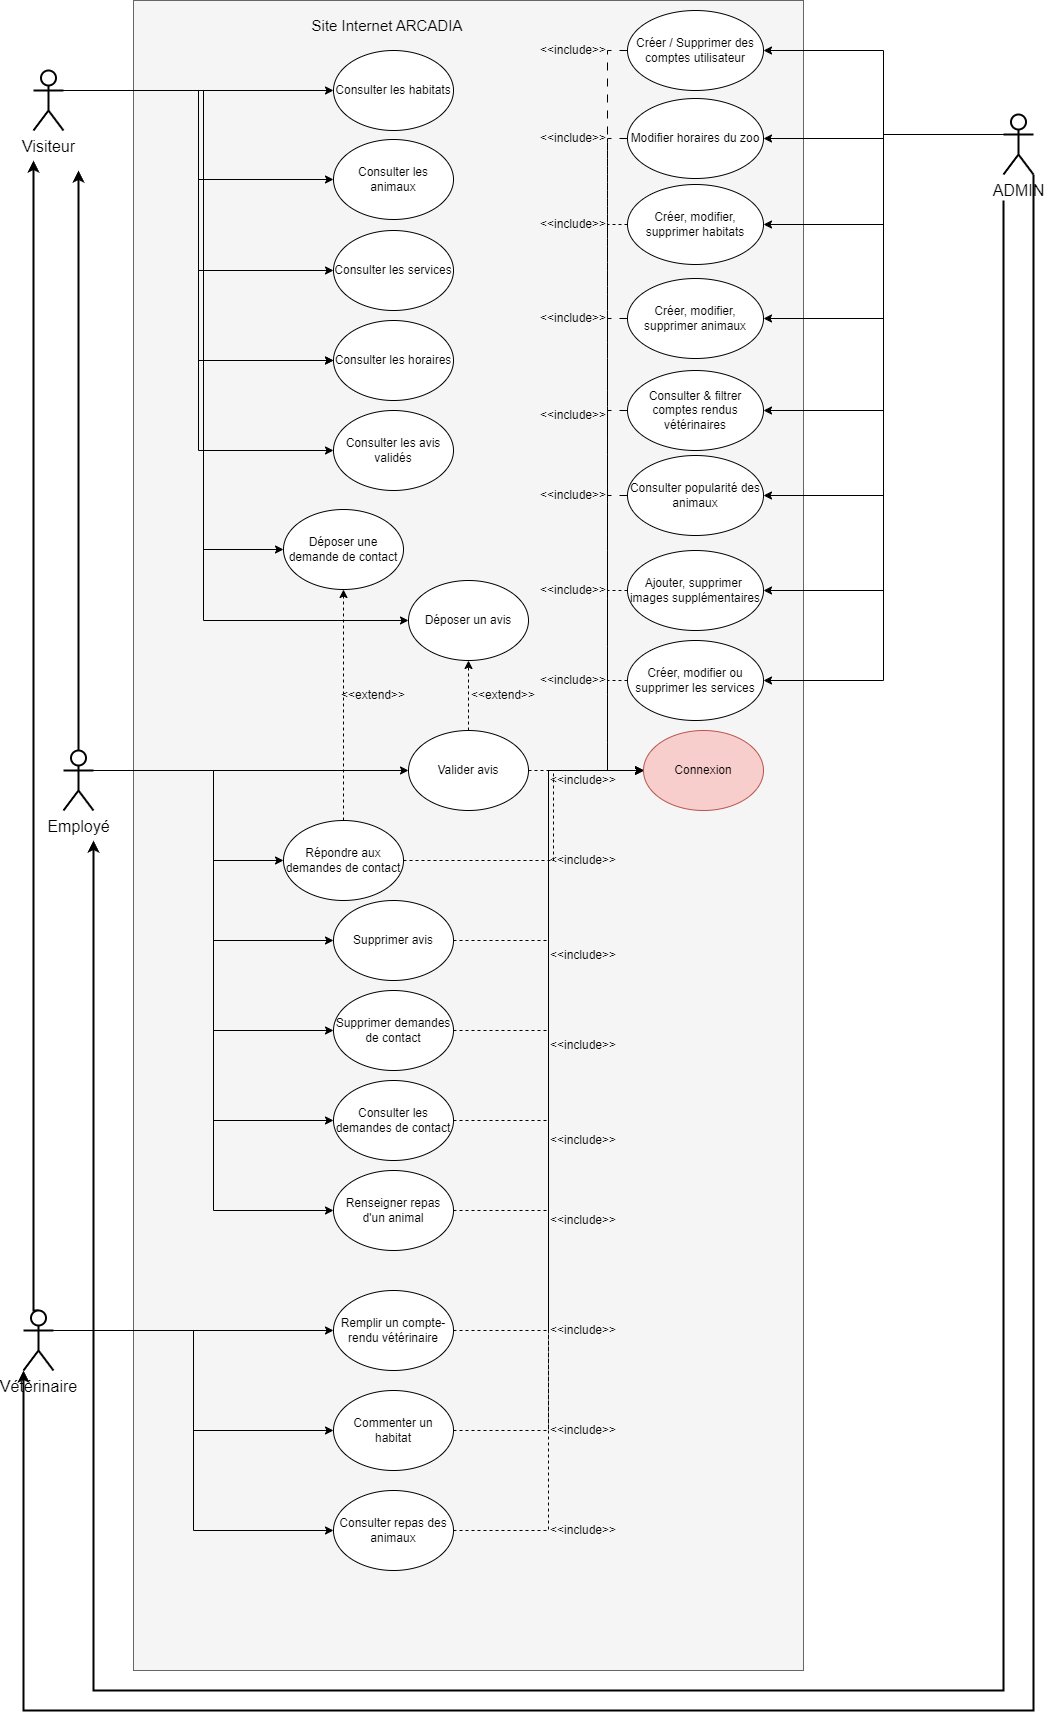 Site Internet ARCADIA
Visiteur
Consulter les habitats
Consulter les
animaux
Consulter les services
Consulter les horaires
Consulter les avis
validés
Déposer une
demande de contact
Déposer un avis
<<extend>>
<<extend>>
<<include>>
Créer / Supprimer des
comptes utilisateur
<<include>>
Modifier horaires du zoo
<<include>>
Créer, modifier,
supprimer habitats
<<include>>
Créer, modifier,
supprimer animaux
<<include>>
Consulter & filtrer
comptes rendus
vétérinaires
<<include>>
Consulter popularité des
animaux
<<include>>
Ajouter, supprimer
images supplémentaires
<<include>>
Créer, modifier ou
supprimer les services
ADMIN
Employé
Valider avis
<<include>>
Connexion
Répondre aux
demandes de contact
<<include>>
Supprimer avis
<<include>>
Supprimer demandes
de contact
<<include>>
Consulter les
demandes de contact
<<include>>
Renseigner repas
d'un animal
<<include>>
Vétérinaire
Remplir un compte-
rendu vétérinaire
<<include>>
Commenter un
habitat
<<include>>
Consulter repas des
animaux
<<include>>